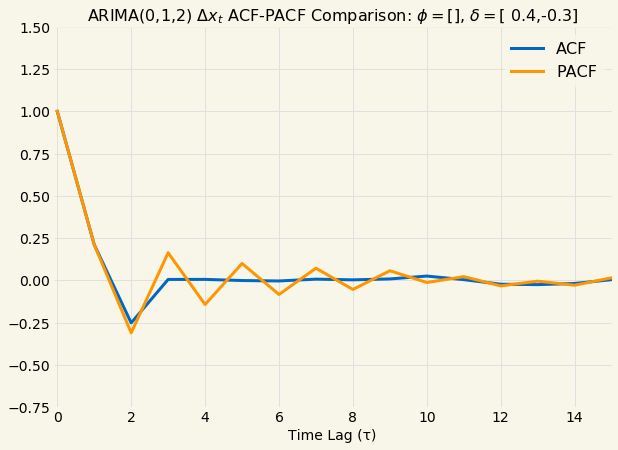 ARIMA(0,1,2) Δx_t ACF-PACF Comparison: ϕ = [], δ = [ 0.4,-0.3]
1.50
1.25
1.00
0.75
0.50
0.25
0.00
−0.25
−0.50
−0.75
ACF
PACF
0 2 4 6 8 10 12 14
Time Lag (τ)